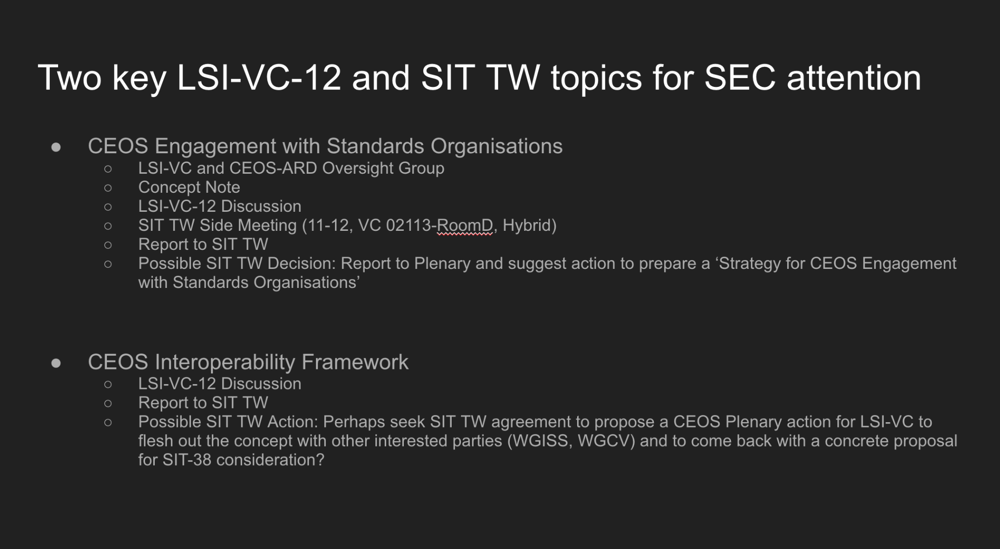 Two key LSI-VC-12 and SIT TW topics for SEC attention
● CEOS Engagement with Standards Organisations
○ LSI-VC and CEOS-ARD Oversight Group
○ Concept Note
○ LSI-VC-12 Discussion
○ SIT TW Side Meeting (11-12, VC 02113-RoomD, Hybrid)
○ Report to SIT TW
○ Possible SIT TW Decision: Report to Plenary and suggest action to prepare a ‘Strategy for CEOS Engagement
with Standards Organisations’
● CEOS Interoperability Framework
○ LSI-VC-12 Discussion
○ Report to SIT TW
○ Possible SIT TW Action: Perhaps seek SIT TW agreement to propose a CEOS Plenary action for LSI-VC to
flesh out the concept with other interested parties (WGISS, WGCV) and to come back with a concrete proposal
for SIT-38 consideration?